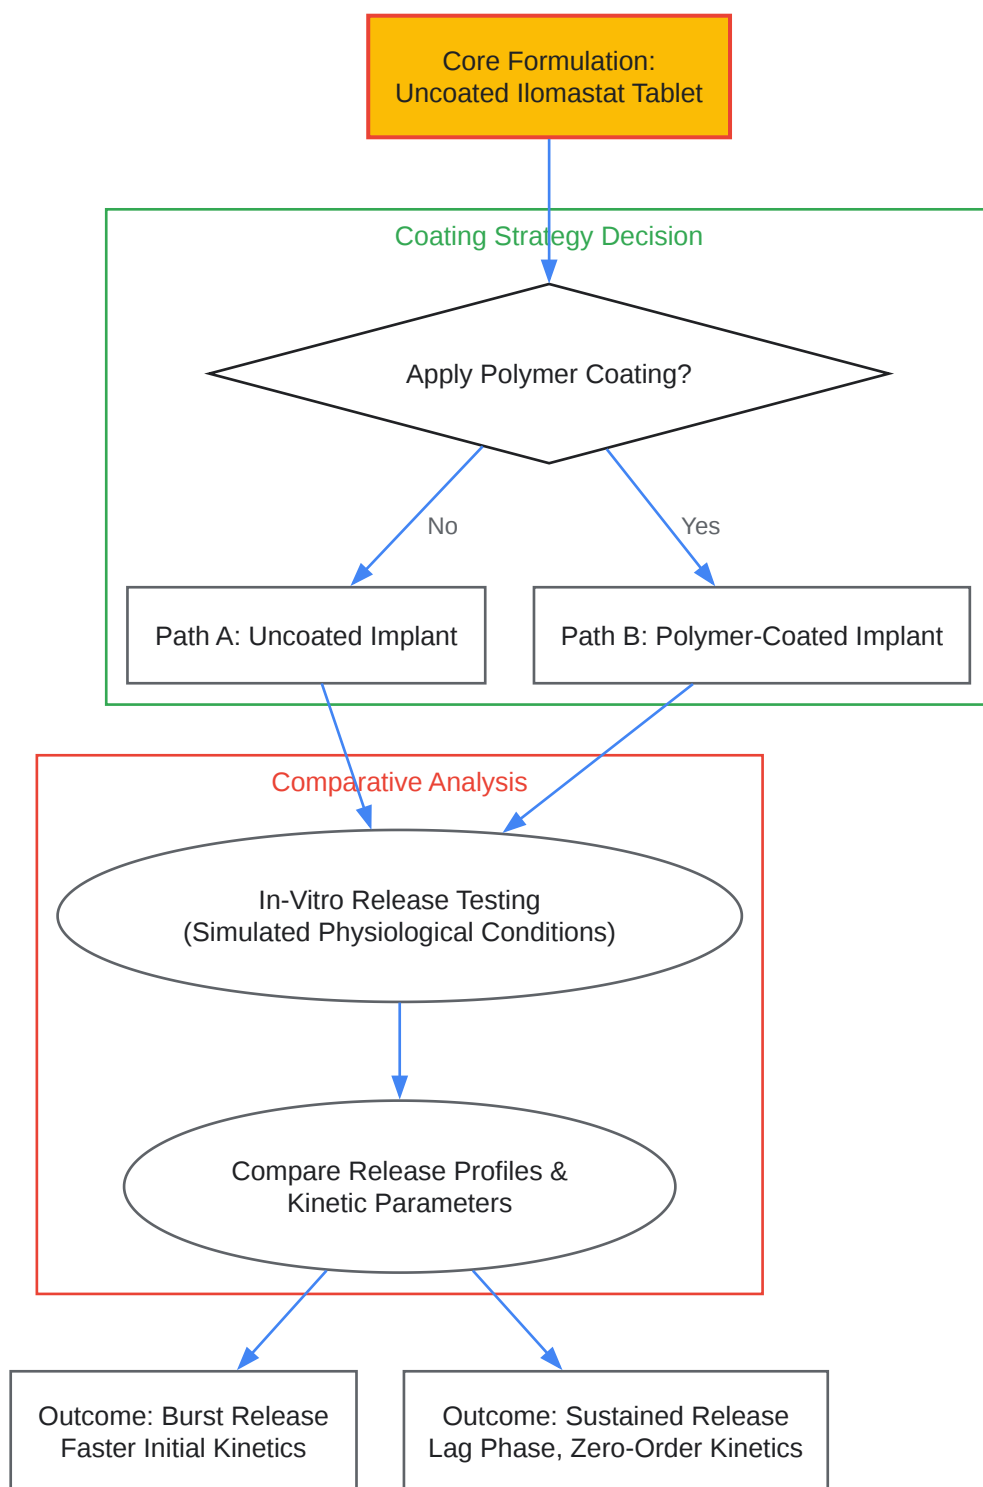 Core Formulation:
Uncoated Ilomastat Tablet
Coating Strategy Decision
Apply Polymer Coating?
No
Yes
Path A: Uncoated Implant
Path B: Polymer-Coated Implant
Comparative Analysis
In-Vitro Release Testing
(Simulated Physiological Conditions)
Compare Release Profiles &
Kinetic Parameters
Outcome: Burst Release
Faster Initial Kinetics
Outcome: Sustained Release
Lag Phase, Zero-Order Kinetics